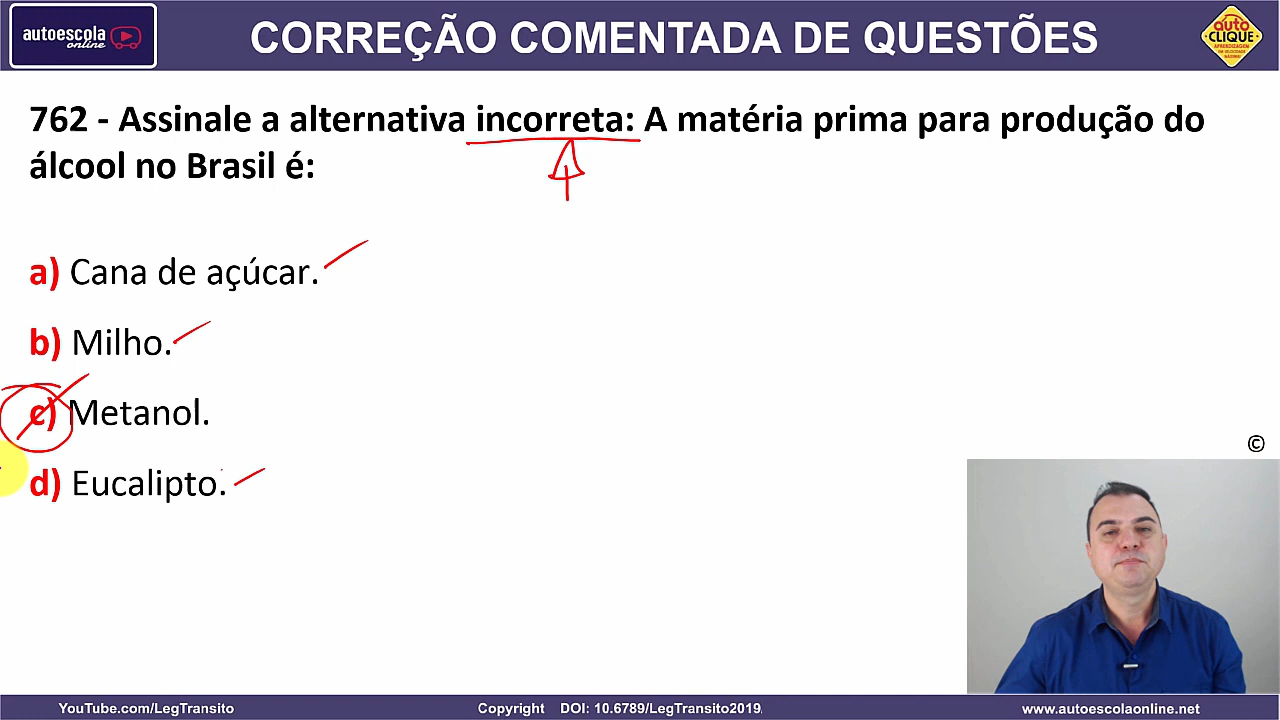 autoescola
online
CORREÇÃO COMENTADA DE QUESTÕES
auto
CLIQUE
762 - Assinale a alternativa incorreta: A matéria prima para produção do
álcool no Brasil é:
a) Cana de açúcar.
b) Milho.
c) Metanol.
d) Eucalipto.
©
YouTube.com/LegTransito
Copyright DOI: 10.6789/LegTransito2019
www.autoescolaonline.net